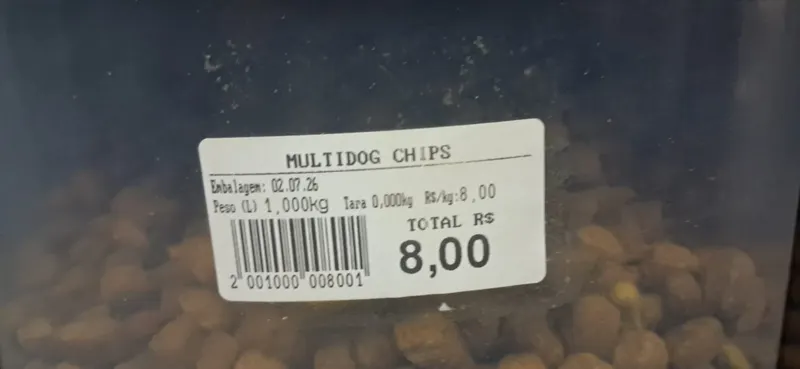 MULTIDOG CHIPS
Embalagem: 02.07.26
Peso (L) 1,000kg Tara 0,000kg R$/kg:8,00
TOTAL R$
8,00
2 001000 008001